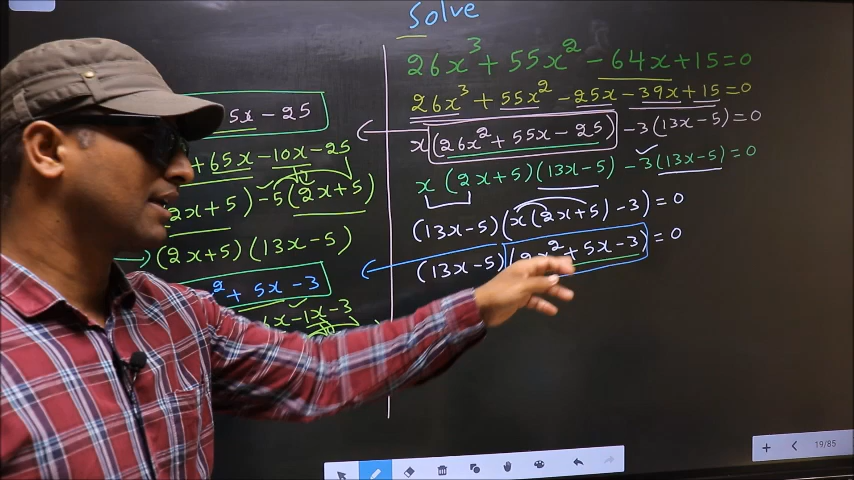 Solve
26x³ + 55x² - 64x + 15 = 0
26x³ + 55x² - 25x - 39x + 15 = 0
x(26x² + 55x - 25) - 3(13x - 5) = 0
x (2x + 5)(13x - 5) - 3(13x - 5) = 0
(13x - 5)(x(2x + 5) - 3) = 0
(13x - 5)(2x² + 5x - 3) = 0
5x - 25
+ 65x - 10x - 25
2x + 5) - 5(2x + 5)
(2x + 5)(13x - 5)
² + 5x - 3
x - 1x - 3
19/85